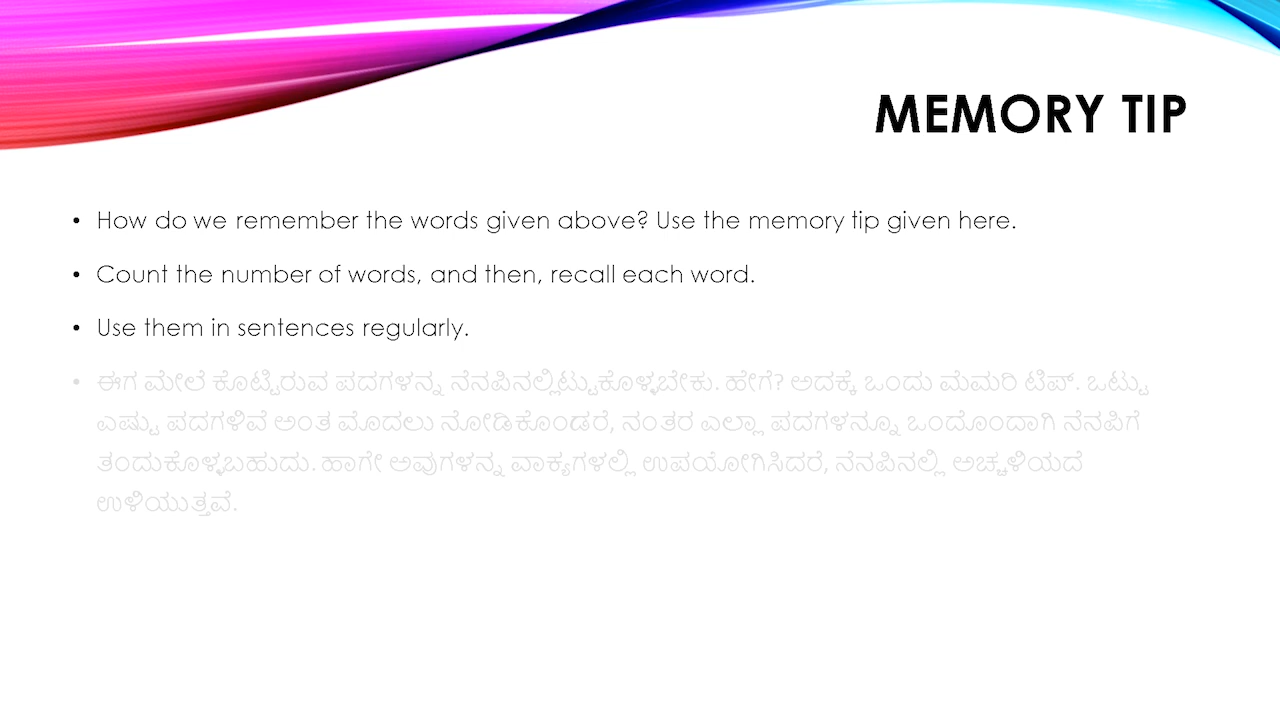 MEMORY TIP
• How do we remember the words given above? Use the memory tip given here.
• Count the number of words, and then, recall each word.
• Use them in sentences regularly.
• ಈಗ ಮೇಲೆ ಕೊಟ್ಟಿರುವ ಪದಗಳನ್ನ ನೆನಪಿನಲ್ಲಿಟ್ಟುಕೊಳ್ಳಬೇಕು. ಹೇಗೆ? ಅದಕ್ಕೆ ಒಂದು ಮೆಮರಿ ಟಿಪ್. ಒಟ್ಟು
ಎಷ್ಟು ಪದಗಳಿವೆ ಅಂತ ಮೊದಲು ನೋಡಿಕೊಂಡರೆ, ನಂತರ ಎಲ್ಲಾ ಪದಗಳನ್ನೂ ಒಂದೊಂದಾಗಿ ನೆನಪಿಗೆ
ತಂದುಕೊಳ್ಳಬಹುದು. ಹಾಗೇ ಅವುಗಳನ್ನ ವಾಕ್ಯಗಳಲ್ಲಿ ಉಪಯೋಗಿಸಿದರೆ, ನೆನಪಿನಲ್ಲಿ ಅಚ್ಚಳಿಯದೆ
ಉಳಿಯುತ್ತವೆ.